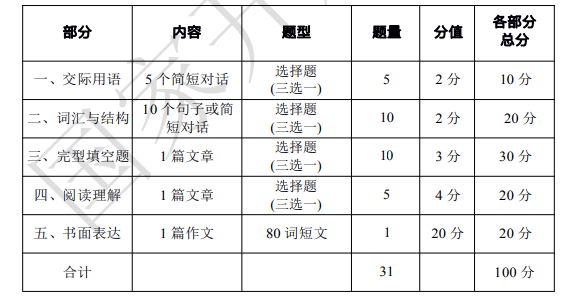 部分 内容 题型 题量 分值 各部分
总分
一、交际用语 5 个简短对话 选择题
(三选一) 5 2 分 10 分
二、词汇与结构 10 个句子或简
短对话 选择题
(三选一) 10 2 分 20 分
三、完型填空题 1 篇文章 选择题
(三选一) 10 3 分 30 分
四、阅读理解 1 篇文章 选择题
(三选一) 5 4 分 20 分
五、书面表达 1 篇作文 80 词短文 1 20 分 20 分
合计 31 100 分
国家开